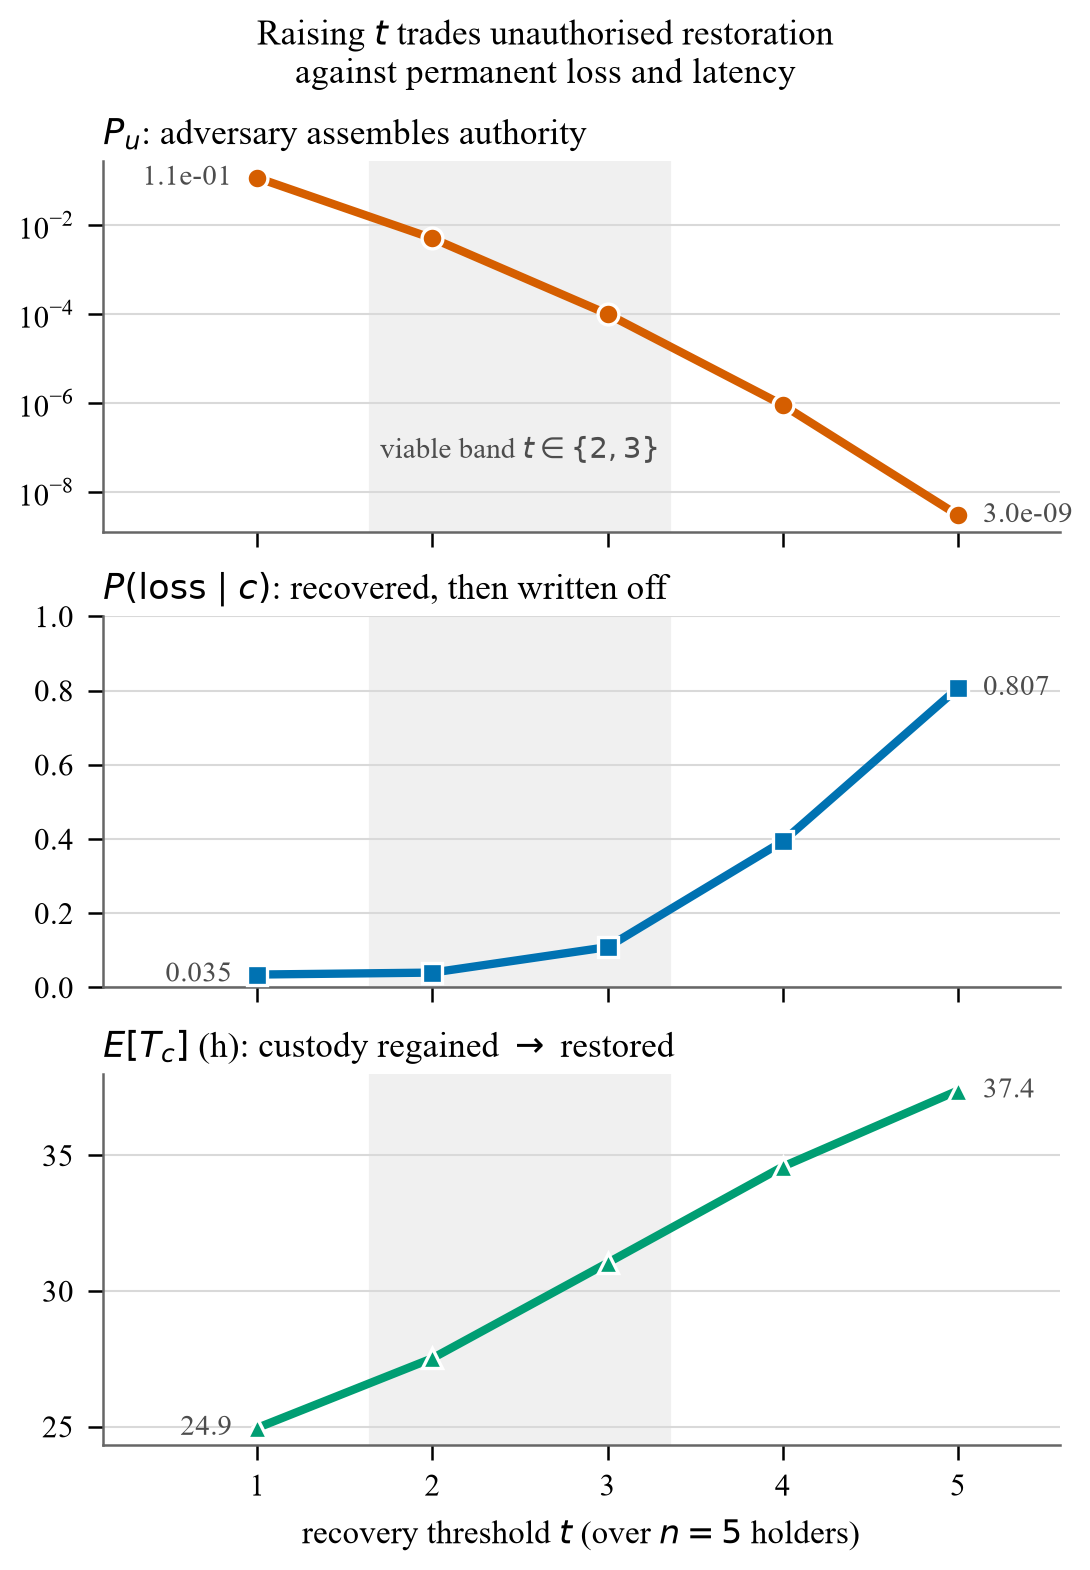 Raising t trades unauthorised restoration
against permanent loss and latency
P_u: adversary assembles authority
1.1e-01
10⁻²
10⁻⁴
10⁻⁶
viable band t ∈ {2, 3}
10⁻⁸
3.0e-09
P(loss | c): recovered, then written off
1.0
0.8
0.807
0.6
0.4
0.2
0.035
0.0
E[T_c] (h): custody regained → restored
37.4
35
30
24.9
25
1 2 3 4 5
recovery threshold t (over n = 5 holders)